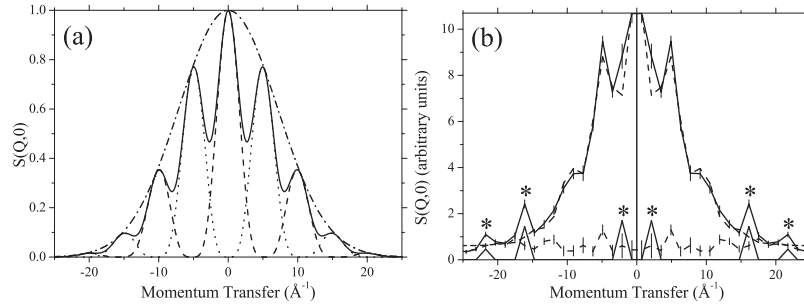 (a)
S(Q,0)
1.0
0.8
0.6
0.4
0.2
0.0
-20 -10 0 10 20
Momentum Transfer (Å⁻¹)
(b)
S(Q,0) (arbitrary units)
10
8
6
4
2
0
* * * * * *
-20 -10 0 10 20
Momentum Transfer (Å⁻¹)